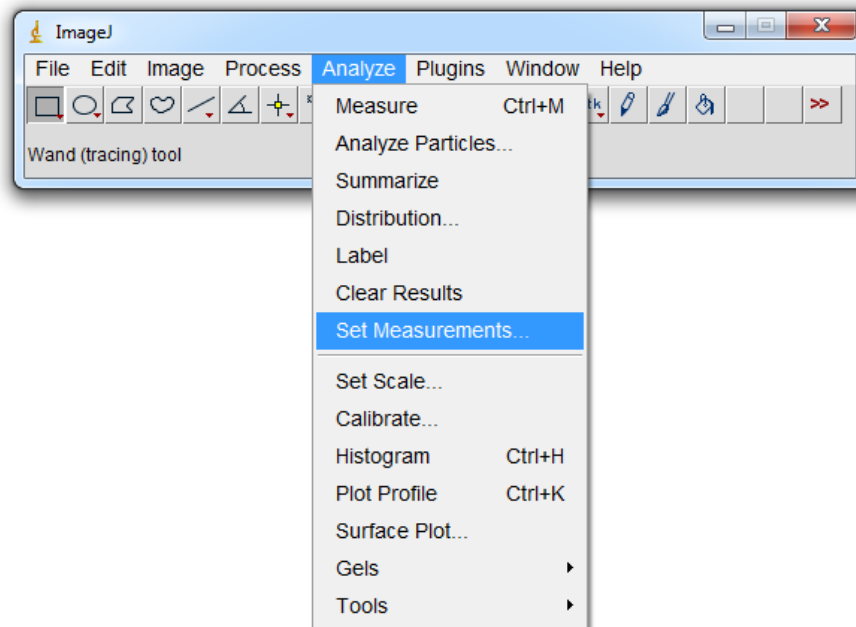 ImageJ
File Edit Image Process Analyze Plugins Window Help
Wand (tracing) tool
Measure Ctrl+M
Analyze Particles...
Summarize
Distribution...
Label
Clear Results
Set Measurements...
Set Scale...
Calibrate...
Histogram Ctrl+H
Plot Profile Ctrl+K
Surface Plot...
Gels
Tools